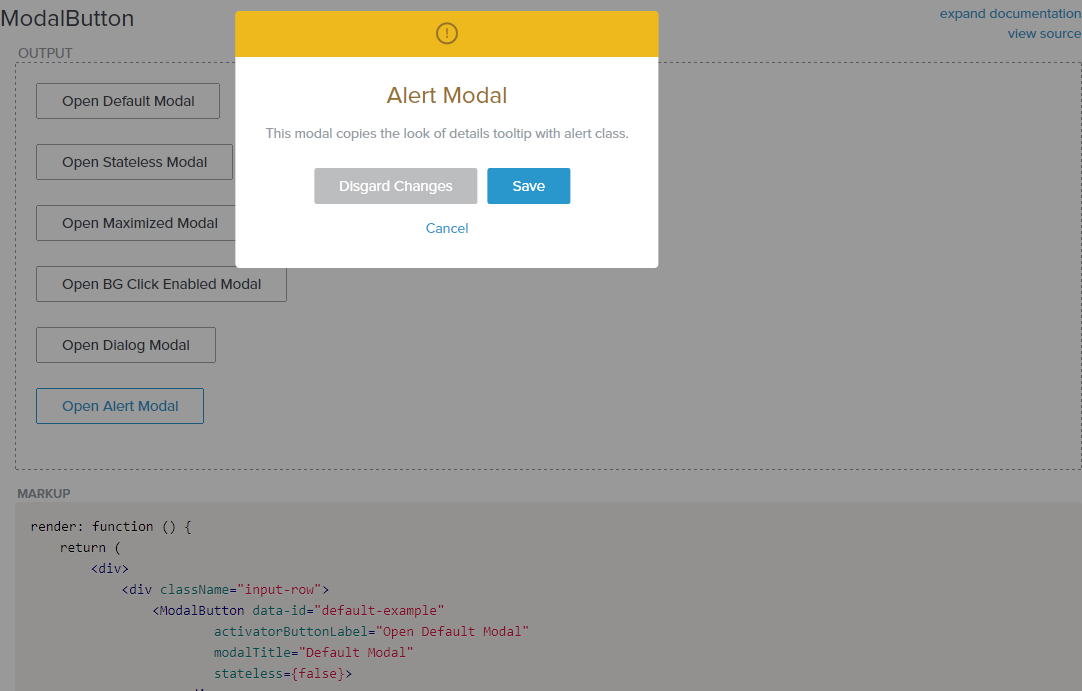 ModalButton
expand documentation
view source
OUTPUT
!
Alert Modal
This modal copies the look of details tooltip with alert class.
Disgard Changes
Save
Cancel
Open Default Modal
Open Stateless Modal
Open Maximized Modal
Open BG Click Enabled Modal
Open Dialog Modal
Open Alert Modal
MARKUP
render: function () {
return (
<div>
<div className="input-row">
<ModalButton data-id="default-example"
activatorButtonLabel="Open Default Modal"
modalTitle="Default Modal"
stateless={false}>